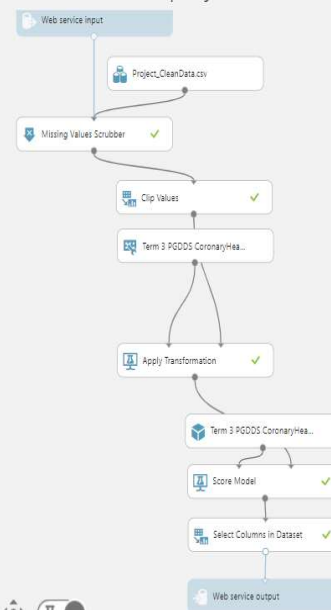 Web service input
Project_CleanData.csv
Missing Values Scrubber
Clip Values
Term 3 PGDDS CoronaryHea...
Apply Transformation
Term 3 PGDDS CoronaryHea...
Score Model
Select Columns in Dataset
Web service output